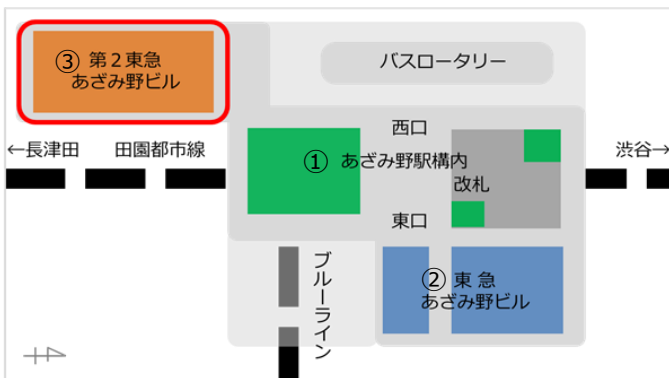 ③ 第2東急
あざみ野ビル
バスロータリー
西口
←長津田 田園都市線
渋谷→
① あざみ野駅構内
改札
東口
ブルーライン
② 東 急
あざみ野ビル